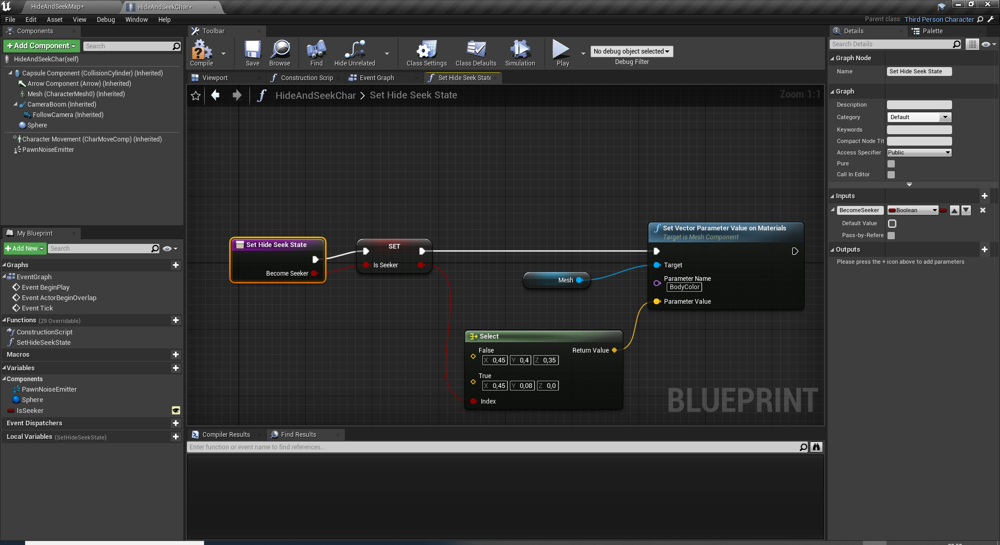 HideAndSeekMap*
HideAndSeekChar*
File Edit Asset View Debug Window Help
Parent class: Third Person Character
Components
Add Component
Search
HideAndSeekChar(self)
Capsule Component (CollisionCylinder) (Inherited)
Arrow Component (Arrow) (Inherited)
Mesh (CharacterMesh0) (Inherited)
CameraBoom (Inherited)
FollowCamera (Inherited)
Sphere
Character Movement (CharMoveComp) (Inherited)
PawnNoiseEmitter
My Blueprint
Add New
Search
Graphs
EventGraph
Event BeginPlay
Event ActorBeginOverlap
Event Tick
Functions (29 Overridable)
ConstructionScript
SetHideSeekState
Macros
Variables
Components
PawnNoiseEmitter
Sphere
IsSeeker
Event Dispatchers
Local Variables (SetHideSeekState)
Toolbar
Compile
Save
Browse
Find
Hide Unrelated
Class Settings
Class Defaults
Simulation
Play
No debug object selected
Debug Filter
Viewport
Construction Scrip
Event Graph
Set Hide Seek State
HideAndSeekChar > Set Hide Seek State
Zoom 1:1
Set Hide Seek State
Become Seeker
SET
Is Seeker
Mesh
Set Vector Parameter Value on Materials
Target is Mesh Component
Target
Parameter Name
BodyColor
Parameter Value
Select
False
Return Value
X 0,45 Y 0,4 Z 0,35
True
X 0,45 Y 0,08 Z 0,0
Index
BLUEPRINT
Compiler Results
Find Results
Enter function or event name to find references...
Details
Palette
Search Details
Graph Node
Name Set Hide Seek State
Graph
Description
Category Default
Keywords
Compact Node Tit
Access Specifier Public
Pure
Call In Editor
Inputs
BecomeSeeker Boolean
Default Value
Pass-by-Refere
Outputs
Please press the + icon above to add parameters